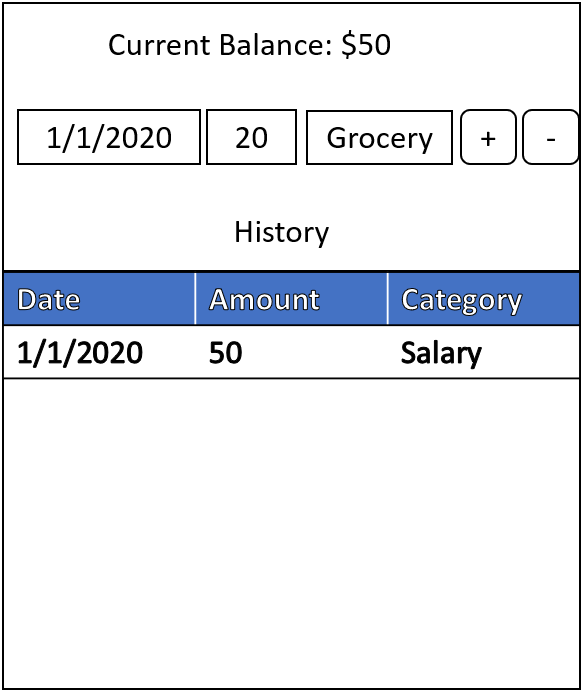 Current Balance: $50
1/1/2020 20 Grocery + -
History
Date Amount Category
1/1/2020 50 Salary